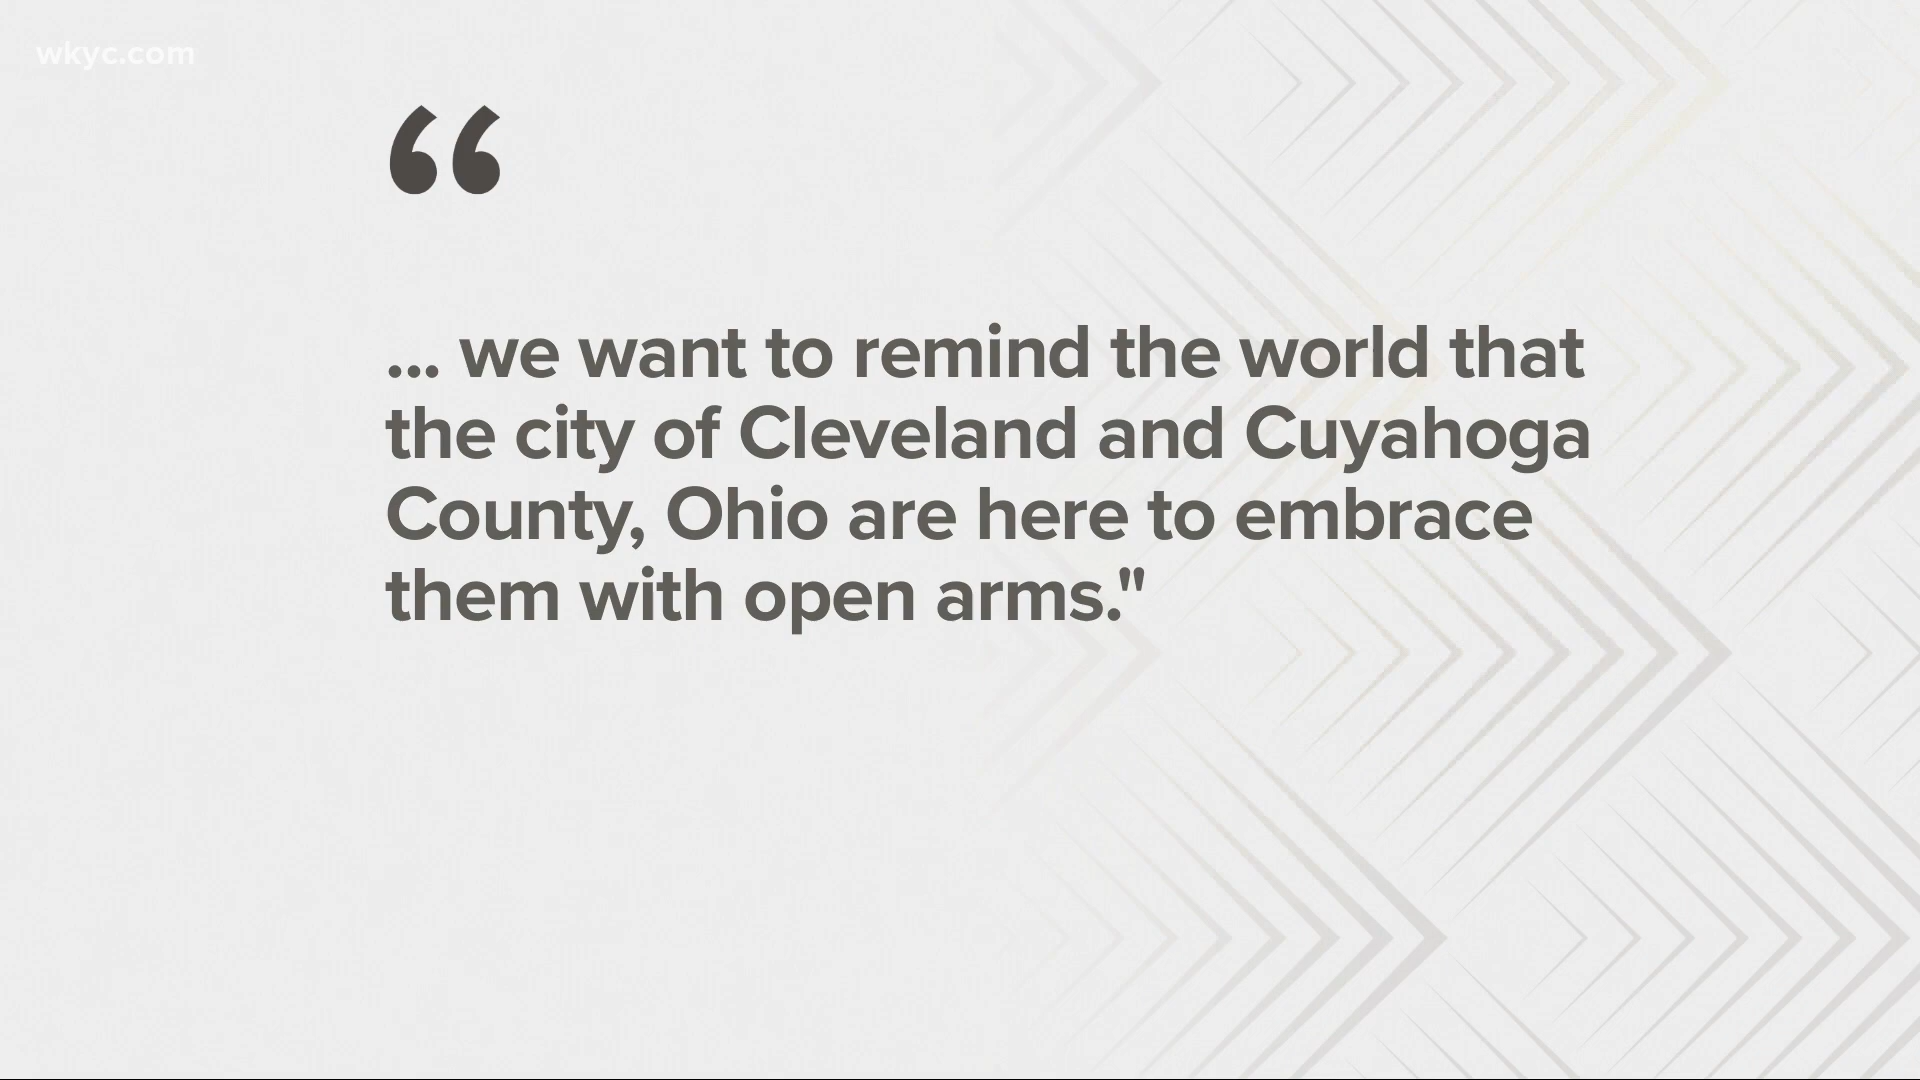 wkyc.com
“
... we want to remind the world that
the city of Cleveland and Cuyahoga
County, Ohio are here to embrace
them with open arms."